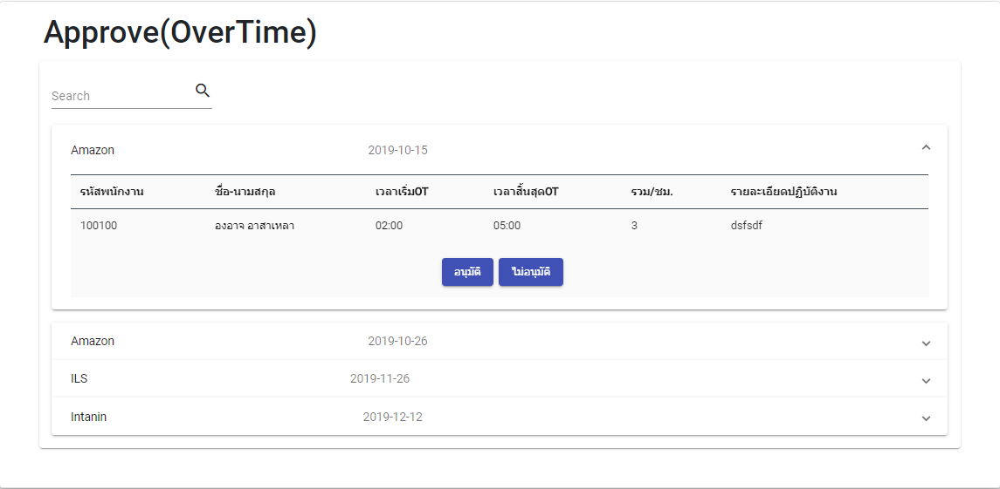 Approve(OverTime)
Search
Amazon 2019-10-15
รหัสพนักงาน ชื่อ-นามสกุล เวลาเริ่มOT เวลาสิ้นสุดOT รวม/ชม. รายละเอียดปฏิบัติงาน
100100 องอาจ อาสาเหลา 02:00 05:00 3 dsfsdf
อนุมัติ ไม่อนุมัติ
Amazon 2019-10-26
ILS 2019-11-26
Intanin 2019-12-12